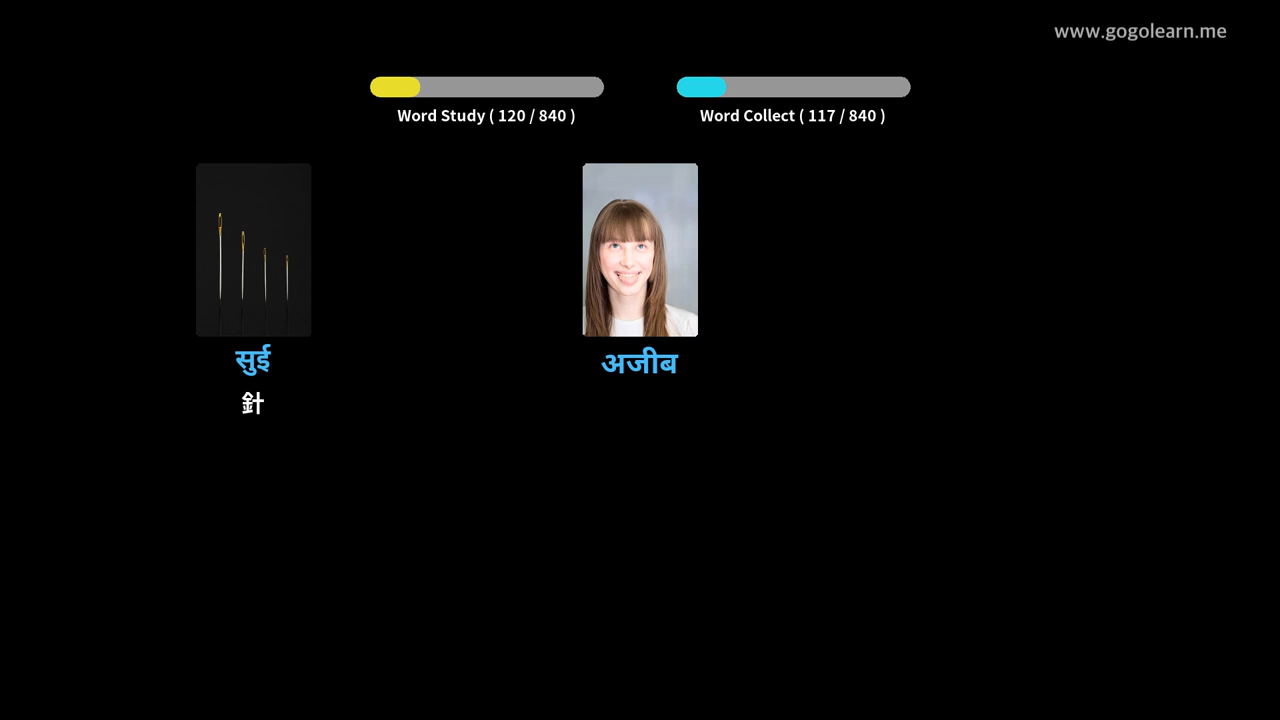 www.gogolearn.me
Word Study ( 120 / 840 )
Word Collect ( 117 / 840 )
सुई
針
अजीब